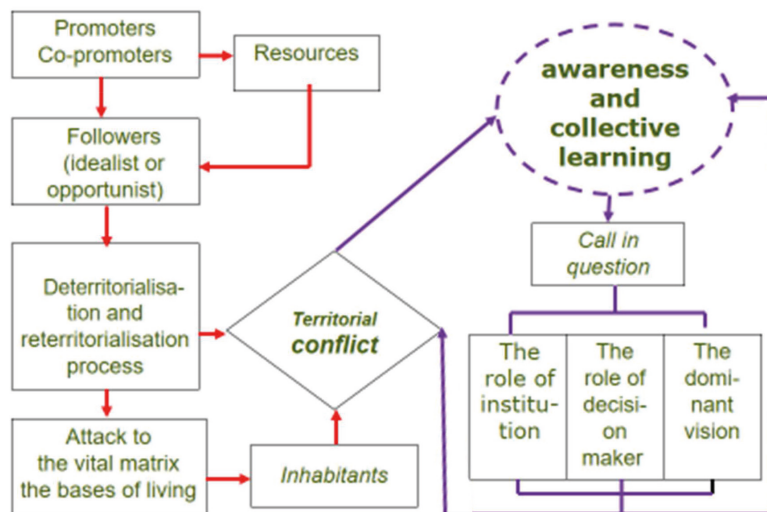 Promoters
Co-promoters
Resources
Followers
(idealist or
opportunist)
Deterritorialisa-
tion and
reterritorialisation
process
Attack to
the vital matrix
the bases of living
Inhabitants
Territorial
conflict
awareness
and
collective
learning
Call in
question
The
role of
institu-
tion
The
role of
decisi-
on
maker
The
domi-
nant
vision